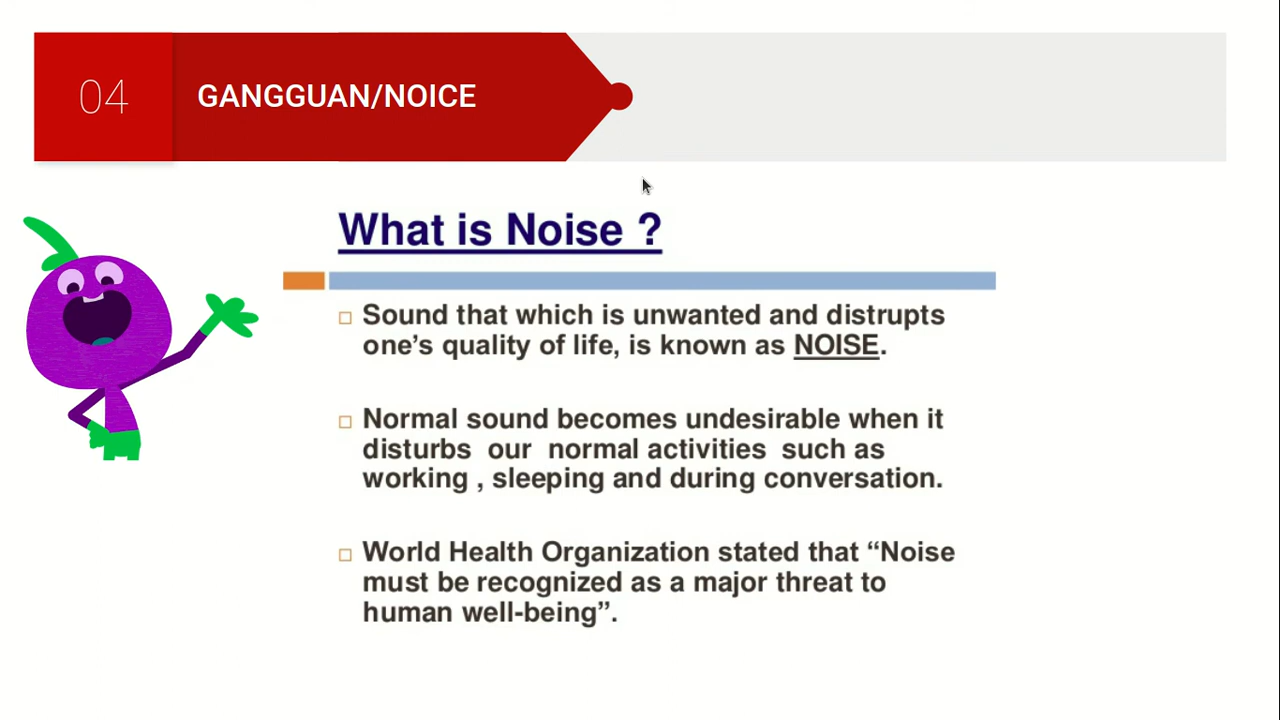 04
GANGGUAN/NOICE
What is Noise ?
Sound that which is unwanted and distrupts
one's quality of life, is known as NOISE.
Normal sound becomes undesirable when it
disturbs our normal activities such as
working , sleeping and during conversation.
World Health Organization stated that “Noise
must be recognized as a major threat to
human well-being”.